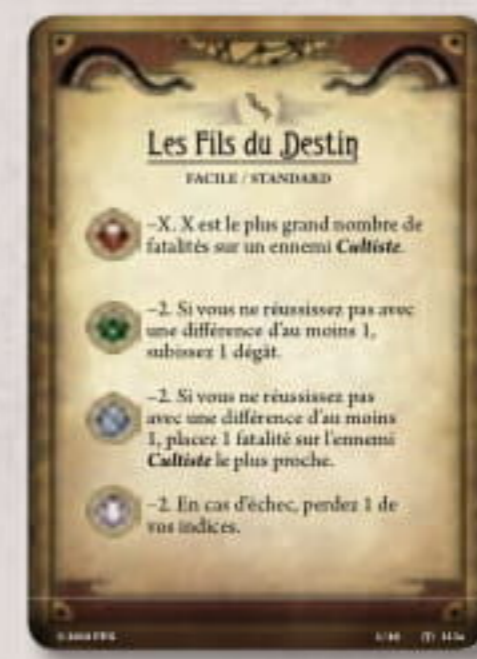 Les Fils du Destin
FACILE / STANDARD
–X. X est le plus grand nombre de
fatalités sur un ennemi Cultiste.
–2. Si vous ne réussissez pas avec
une différence d'au moins 1,
subissez 1 dégât.
–2. Si vous ne réussissez pas
avec une différence d'au moins
1, placez 1 fatalité sur l'ennemi
Cultiste le plus proche.
–2. En cas d'échec, perdez 1 de
vos indices.